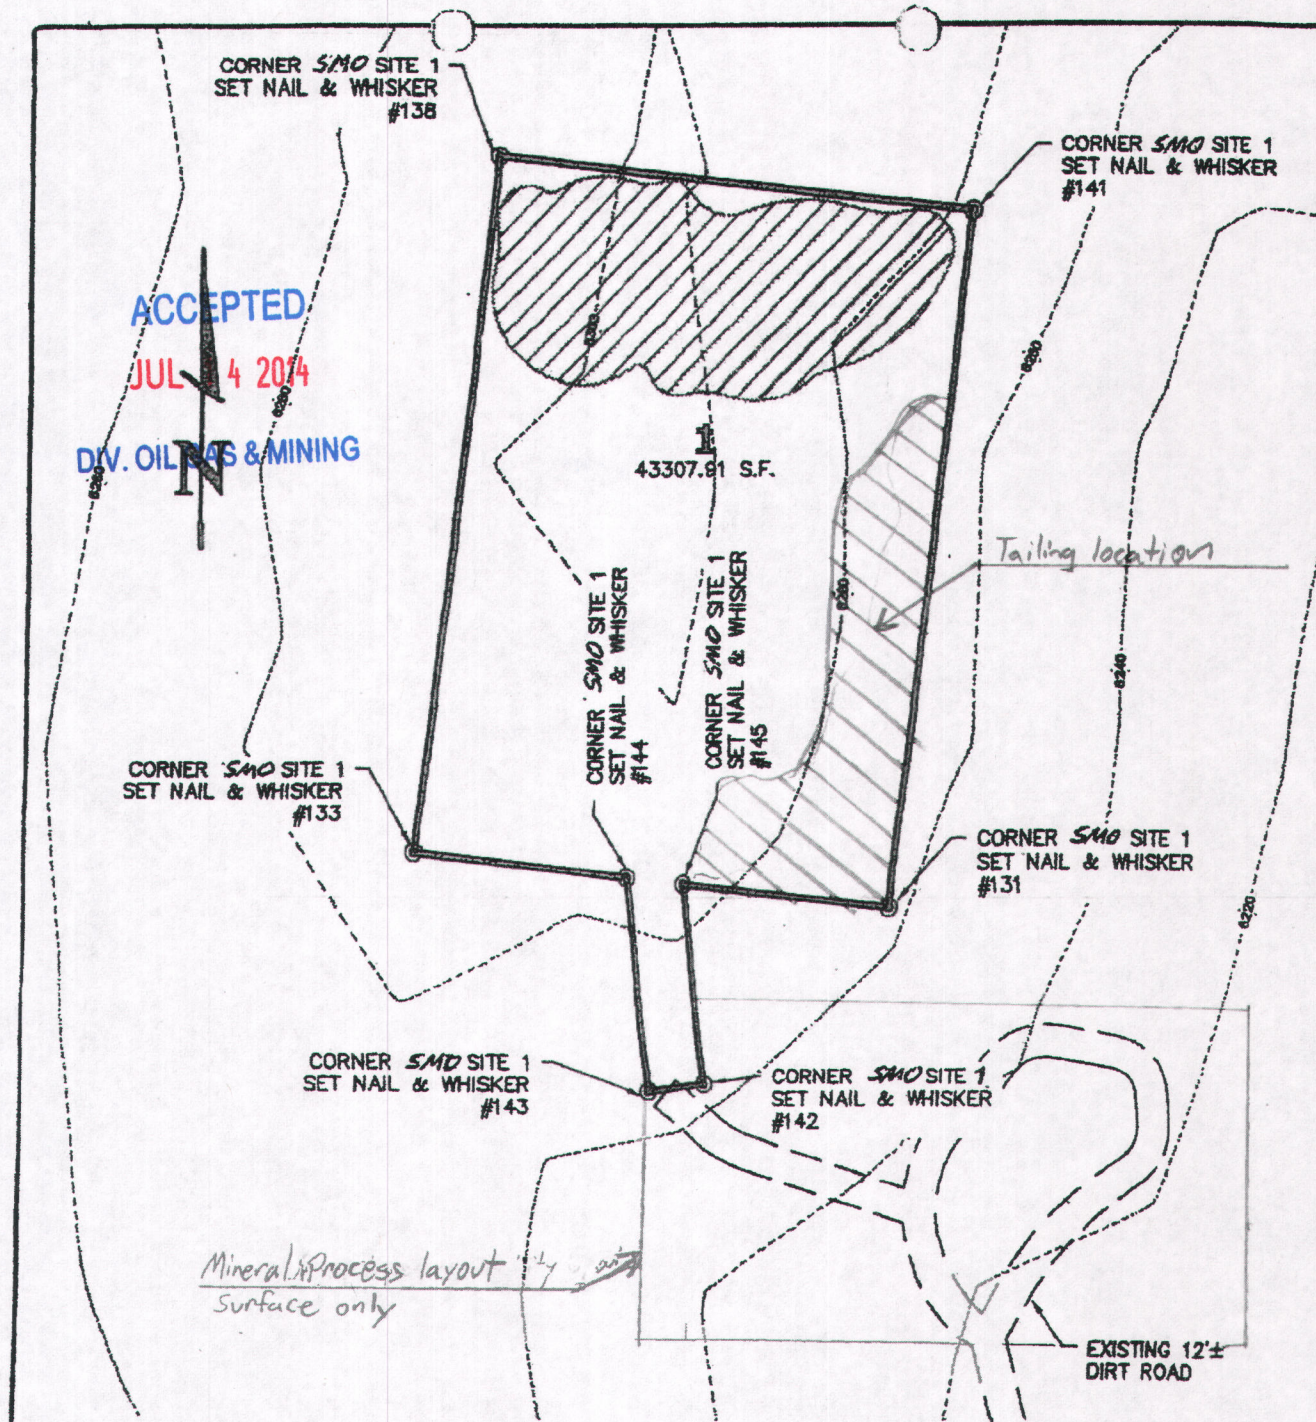 CORNER SMO SITE 1
SET NAIL & WHISKER
#138
CORNER SMO SITE 1
SET NAIL & WHISKER
#141
ACCEPTED
JUL 4 2014
DIV. OIL GAS & MINING
N
43307.91 S.F.
Tailing location
CORNER SMO SITE 1
SET NAIL & WHISKER
#144
CORNER SMO SITE 1
SET NAIL & WHISKER
#145
6240
CORNER SMO SITE 1
SET NAIL & WHISKER
#133
CORNER SMO SITE 1
SET NAIL & WHISKER
#131
6220
CORNER SMO SITE 1
SET NAIL & WHISKER
#143
CORNER SMO SITE 1
SET NAIL & WHISKER
#142
Mineral Process layout
Surface only
EXISTING 12'±
DIRT ROAD